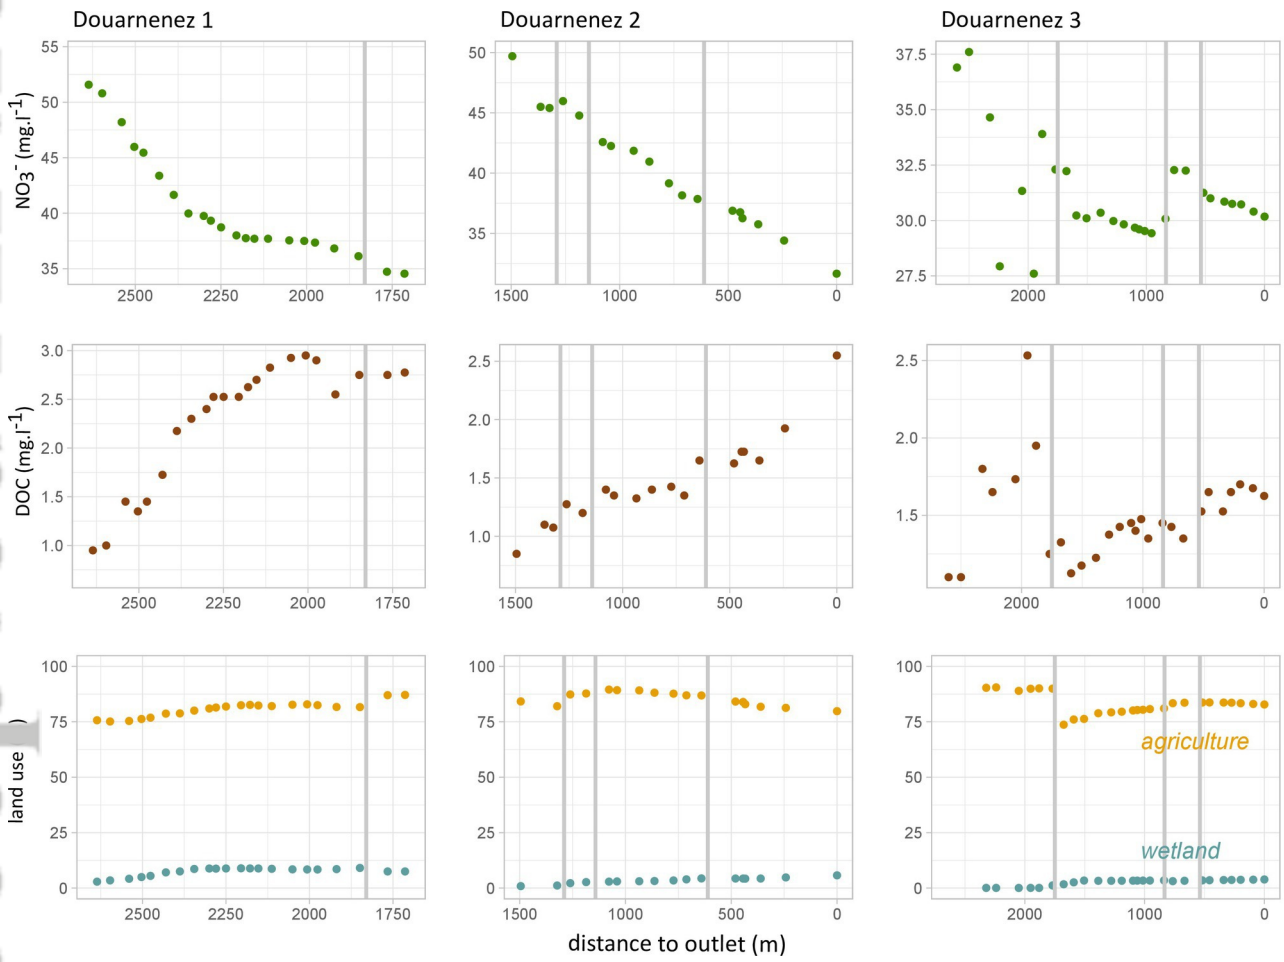 Douarnenez 1 Douarnenez 2 Douarnenez 3
NO3- (mg.l-1)
55
50
45
40
35
2500 2250 2000 1750
50
45
40
35
1500 1000 500 0
37.5
35.0
32.5
30.0
27.5
2000 1000 0
DOC (mg.l-1)
3.0
2.5
2.0
1.5
1.0
2500 2250 2000 1750
2.5
2.0
1.5
1.0
1500 1000 500 0
2.5
2.0
1.5
2000 1000 0
land use )
100
75
50
25
0
2500 2250 2000 1750
100
75
50
25
0
1500 1000 500 0
100
75
50
25
0
agriculture
wetland
2000 1000 0
distance to outlet (m)